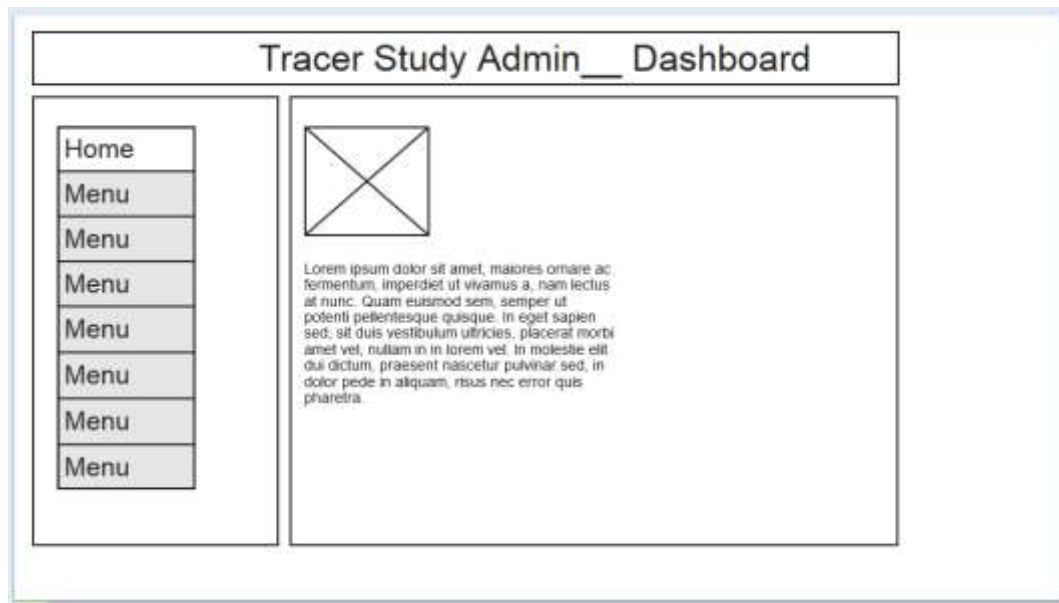 Tracer Study Admin__ Dashboard
Home
Menu
Menu
Menu
Menu
Menu
Menu
Menu
Lorem ipsum dolor sit amet, maiores ornare ac
fermentum, imperdiet ut vivamus a, nam lectus
at nunc. Quam euismod sem, semper ut
potenti pellentesque quisque. In eget sapien
sed, sit duis vestibulum ultricies, placerat morbi
amet vel, nullam in in lorem vel. In molestie elit
dui dictum, praesent nascetur pulvinar sed, in
dolor pede in aliquam, risus nec error quis
pharetra.